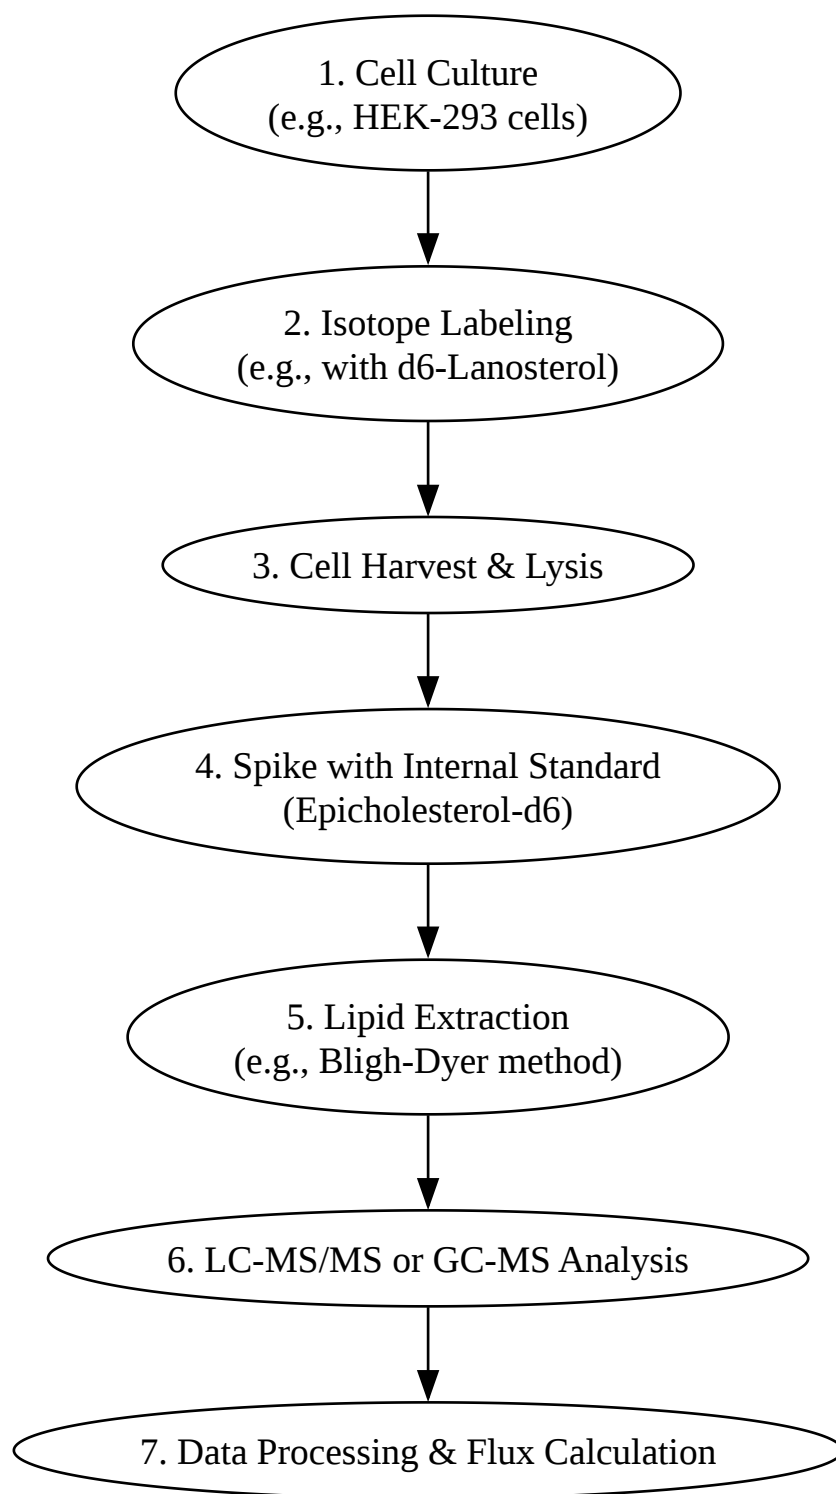 1. Cell Culture
(e.g., HEK-293 cells)
2. Isotope Labeling
(e.g., with d6-Lanosterol)
3. Cell Harvest & Lysis
4. Spike with Internal Standard
(Epicholesterol-d6)
5. Lipid Extraction
(e.g., Bligh-Dyer method)
6. LC-MS/MS or GC-MS Analysis
7. Data Processing & Flux Calculation